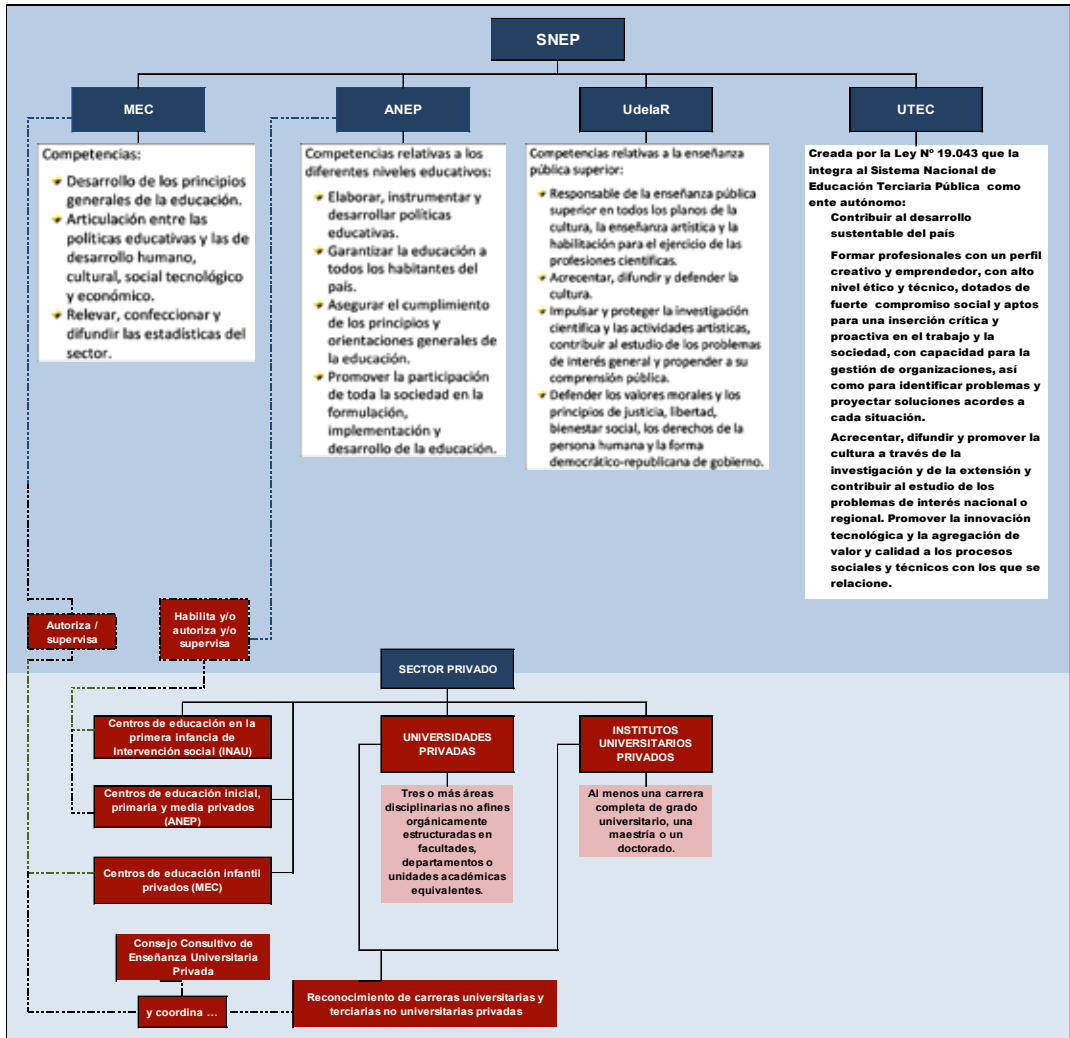 SNEP
MEC
ANEP
UdelaR
UTEC
Competencias:
Desarrollo de los principios
generales de la educación.
Articulación entre las
políticas educativas y las de
desarrollo humano,
cultural, social tecnológico
y económico.
Relevar, confeccionar y
difundir las estadísticas del
sector.
Competencias relativas a los
diferentes niveles educativos:
Elaborar, instrumentar y
desarrollar políticas
educativas.
Garantizar la educación a
todos los habitantes del
país.
Asegurar el cumplimiento
de los principios y
orientaciones generales de
la educación.
Promover la participación
de toda la sociedad en la
formulación,
implementación y
desarrollo de la educación.
Competencias relativas a la enseñanza
pública superior:
Responsable de la enseñanza pública
superior en todos los planos de la
cultura, la enseñanza artística y la
habilitación para el ejercicio de las
profesiones científicas.
Acrecentar, difundir y defender la
cultura.
Impulsar y proteger la investigación
científica y las actividades artísticas,
contribuir al estudio de los problemas
de interés general y propender a su
comprensión pública.
Defender los valores morales y los
principios de justicia, libertad,
bienestar social, los derechos de la
persona humana y la forma
democrático-republicana de gobierno.
Creada por la Ley Nº 19.043 que la
integra al Sistema Nacional de
Educación Terciaria Pública como
ente autónomo:
Contribuir al desarrollo
sustentable del país
Formar profesionales con un perfil
creativo y emprendedor, con alto
nivel ético y técnico, dotados de
fuerte compromiso social y aptos
para una inserción crítica y
proactiva en el trabajo y la
sociedad, con capacidad para la
gestión de organizaciones, así
como para identificar problemas y
proyectar soluciones acordes a
cada situación.
Acrecentar, difundir y promover la
cultura a través de la
investigación y de la extensión y
contribuir al estudio de los
problemas de interés nacional o
regional. Promover la innovación
tecnológica y la agregación de
valor y calidad a los procesos
sociales y técnicos con los que se
relacione.
Autoriza /
supervisa
Habilita y/o
autoriza y/o
supervisa
SECTOR PRIVADO
Centros de educación en la
primera infancia de
Intervención social (INAU)
Centros de educación inicial,
primaria y media privados
(ANEP)
Centros de educación infantil
privados (MEC)
UNIVERSIDADES
PRIVADAS
Tres o más áreas
disciplinarias no afines
orgánicamente
estructuradas en
facultades,
departamentos o
unidades académicas
equivalentes.
INSTITUTOS
UNIVERSITARIOS
PRIVADOS
Al menos una carrera
completa de grado
universitario, una
maestría o un
doctorado.
Consejo Consultivo de
Enseñanza Universitaria
Privada
y coordina ...
Reconocimiento de carreras universitarias y
terciarias no universitarias privadas